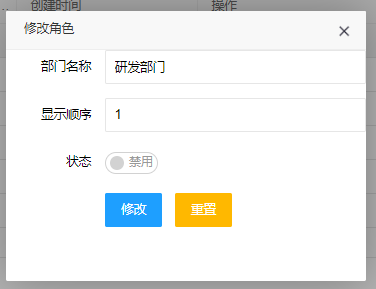 创建时间 操作
修改角色
部门名称 研发部门
显示顺序 1
状态 禁用
修改 重置